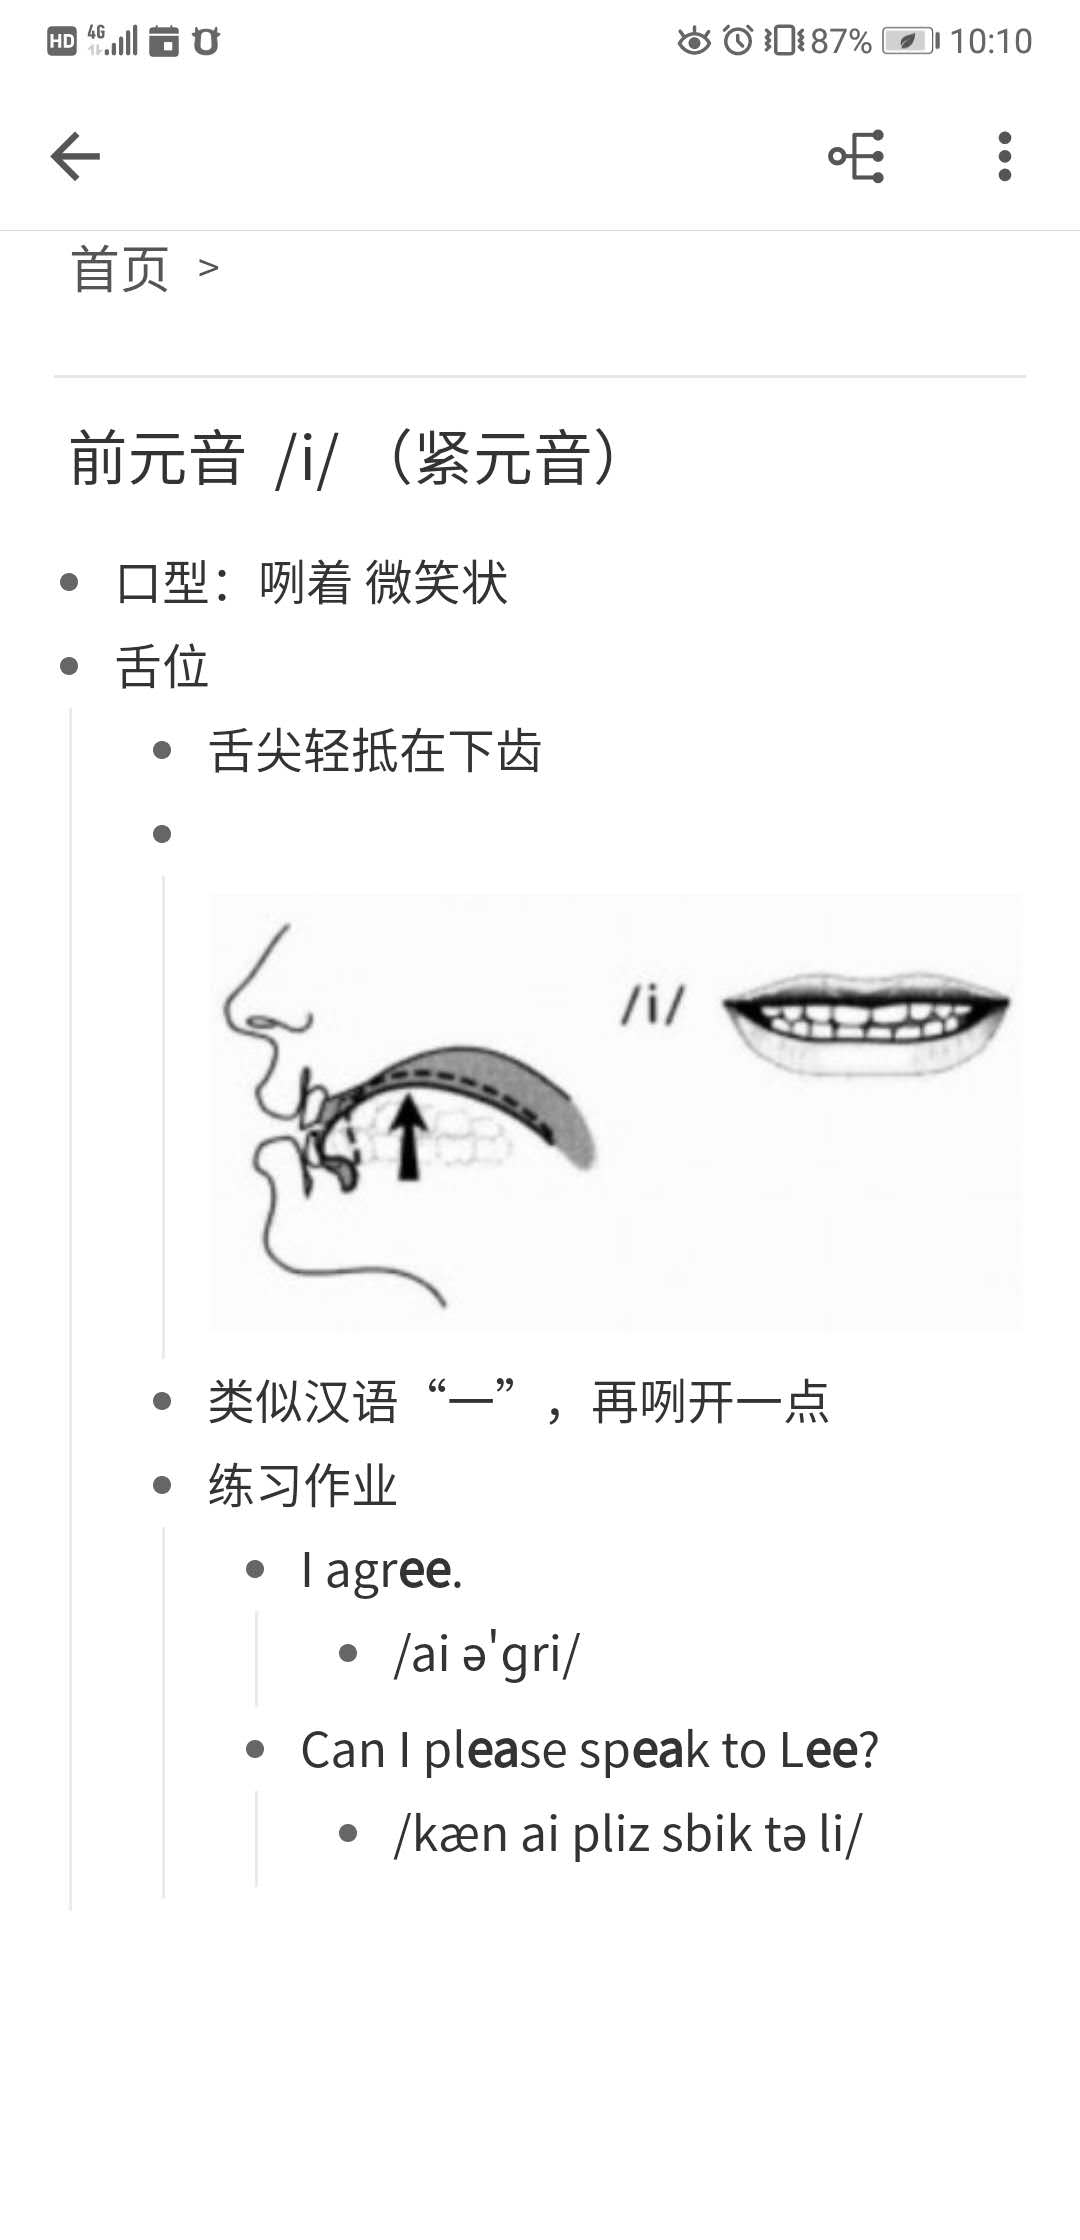 HD 4G 87% 10:10
首页 >
前元音 /i/ （紧元音）
口型：咧着 微笑状
舌位
舌尖轻抵在下齿
/i/
类似汉语“一”，再咧开一点
练习作业
I agree.
/ai ə'gri/
Can I please speak to Lee?
/kæn ai pliz sbik tə li/